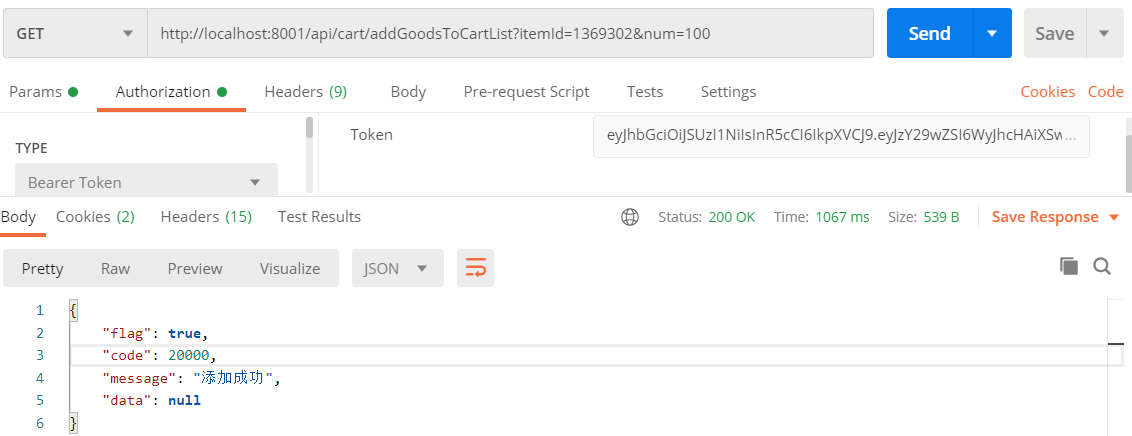 GET http://localhost:8001/api/cart/addGoodsToCartList?itemId=1369302&num=100 Send Save
Params Authorization Headers (9) Body Pre-request Script Tests Settings Cookies Code
Token eyJhbGciOiJSUzI1NiIsInR5cCI6IkpXVCJ9.eyJzY29wZSI6WyJhcHAiXSw...
TYPE
Bearer Token
Body Cookies (2) Headers (15) Test Results Status: 200 OK Time: 1067 ms Size: 539 B Save Response
Pretty Raw Preview Visualize JSON
1 {
2 "flag": true,
3 "code": 20000,
4 "message": "添加成功",
5 "data": null
6 }